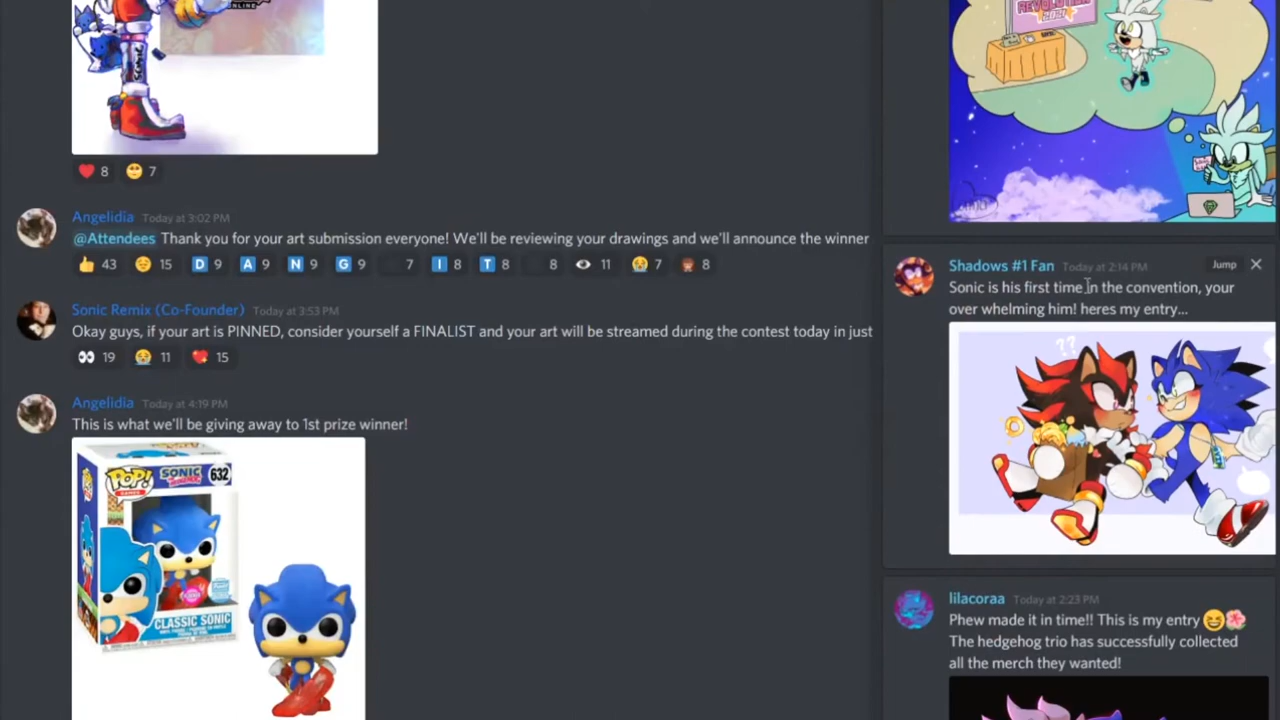 ONLINE
SONIC
8
7
Angelidia Today at 3:02 PM
@Attendees Thank you for your art submission everyone! We'll be reviewing your drawings and we'll announce the winner
43 15 D 9 A 9 N 9 G 9 7 I 8 T 8 8 11 7 8
Sonic Remix (Co-Founder) Today at 3:53 PM
Okay guys, if your art is PINNED, consider yourself a FINALIST and your art will be streamed during the contest today in just
19 11 15
Angelidia Today at 4:19 PM
This is what we'll be giving away to 1st prize winner!
POP!
GAMES
SONIC
632
CLASSIC SONIC
REVOLUTION
Shadows #1 Fan Today at 2:14 PM Jump
Sonic is his first time in the convention, your
over whelming him! heres my entry...
??
lilacoraa Today at 2:23 PM
Phew made it in time!! This is my entry
The hedgehog trio has successfully collected
all the merch they wanted!